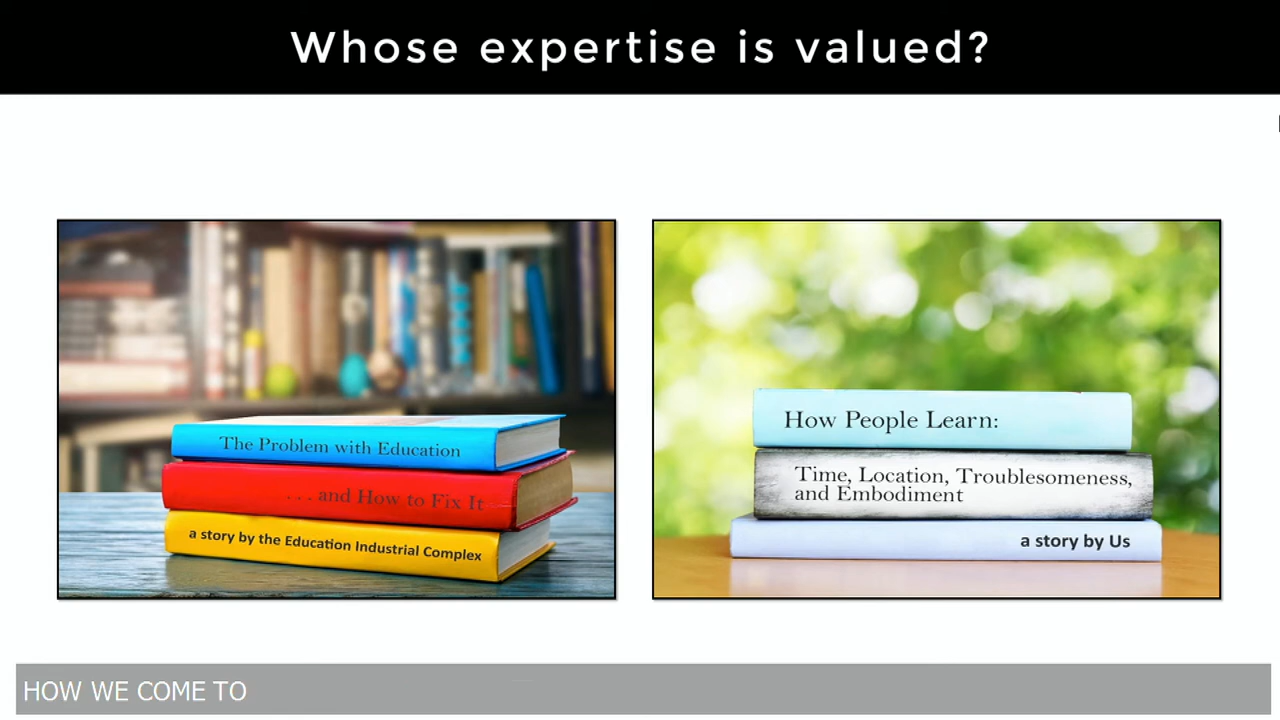 Whose expertise is valued?
The Problem with Education
. . . and How to Fix It
a story by the Education Industrial Complex
How People Learn:
Time, Location, Troublesomeness,
and Embodiment
a story by Us
HOW WE COME TO